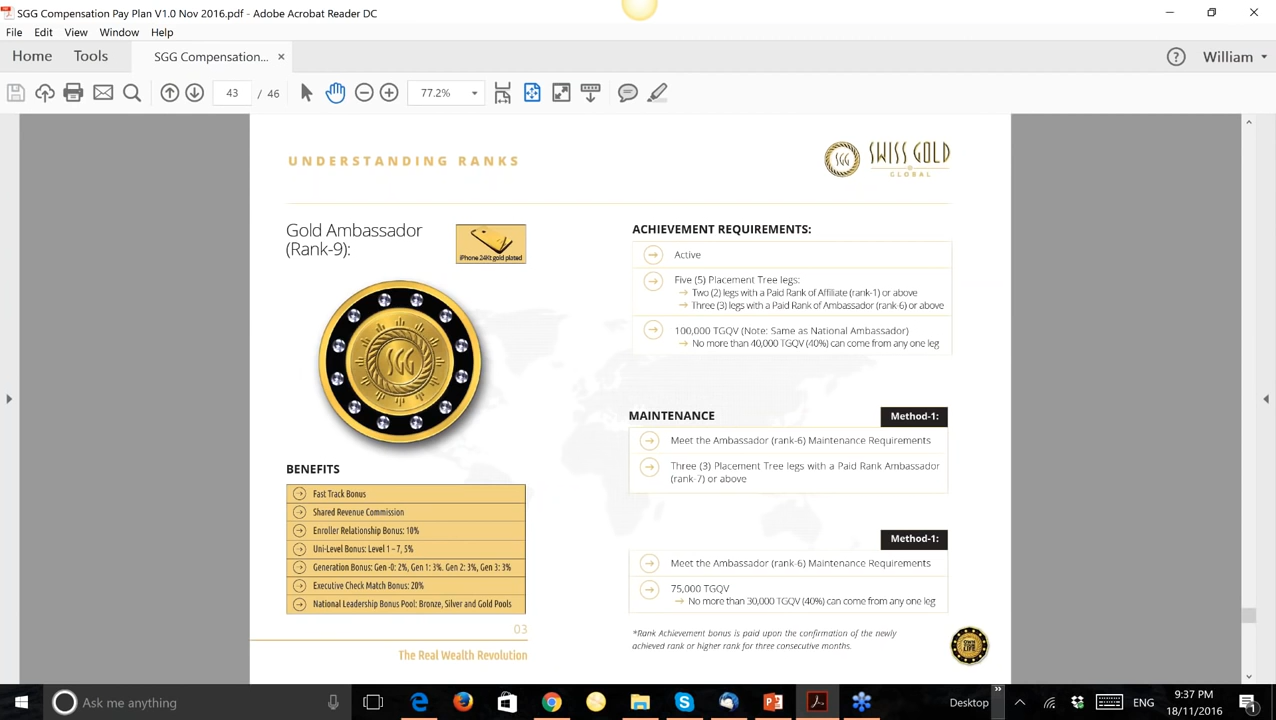 SGG Compensation Pay Plan V1.0 Nov 2016.pdf - Adobe Acrobat Reader DC
File Edit View Window Help
Home Tools SGG Compensation... × William
43 / 46 77.2%
UNDERSTANDING RANKS
SGG SWISS GOLD
GLOBAL
Gold Ambassador
(Rank-9):
iPhone 24Kt gold plated
SGG
BENEFITS
Fast Track Bonus
Shared Revenue Commission
Enroller Relationship Bonus: 10%
Uni-Level Bonus: Level 1 - 7, 5%
Generation Bonus: Gen -0: 2%, Gen 1: 3%. Gen 2: 3%, Gen 3: 3%
Executive Check Match Bonus: 20%
National Leadership Bonus Pool: Bronze, Silver and Gold Pools
03
The Real Wealth Revolution
ACHIEVEMENT REQUIREMENTS:
Active
Five (5) Placement Tree legs:
Two (2) legs with a Paid Rank of Affiliate (rank-1) or above
Three (3) legs with a Paid Rank of Ambassador (rank-6) or above
100,000 TGQV (Note: Same as National Ambassador)
No more than 40,000 TGQV (40%) can come from any one leg
MAINTENANCE Method-1:
Meet the Ambassador (rank-6) Maintenance Requirements
Three (3) Placement Tree legs with a Paid Rank Ambassador
(rank-7) or above
Method-1:
Meet the Ambassador (rank-6) Maintenance Requirements
75,000 TGQV
No more than 30,000 TGQV (40%) can come from any one leg
*Rank Achievement bonus is paid upon the confirmation of the newly
achieved rank or higher rank for three consecutive months.
OWN
LIFE
Ask me anything Desktop ENG 9:37 PM
18/11/2016